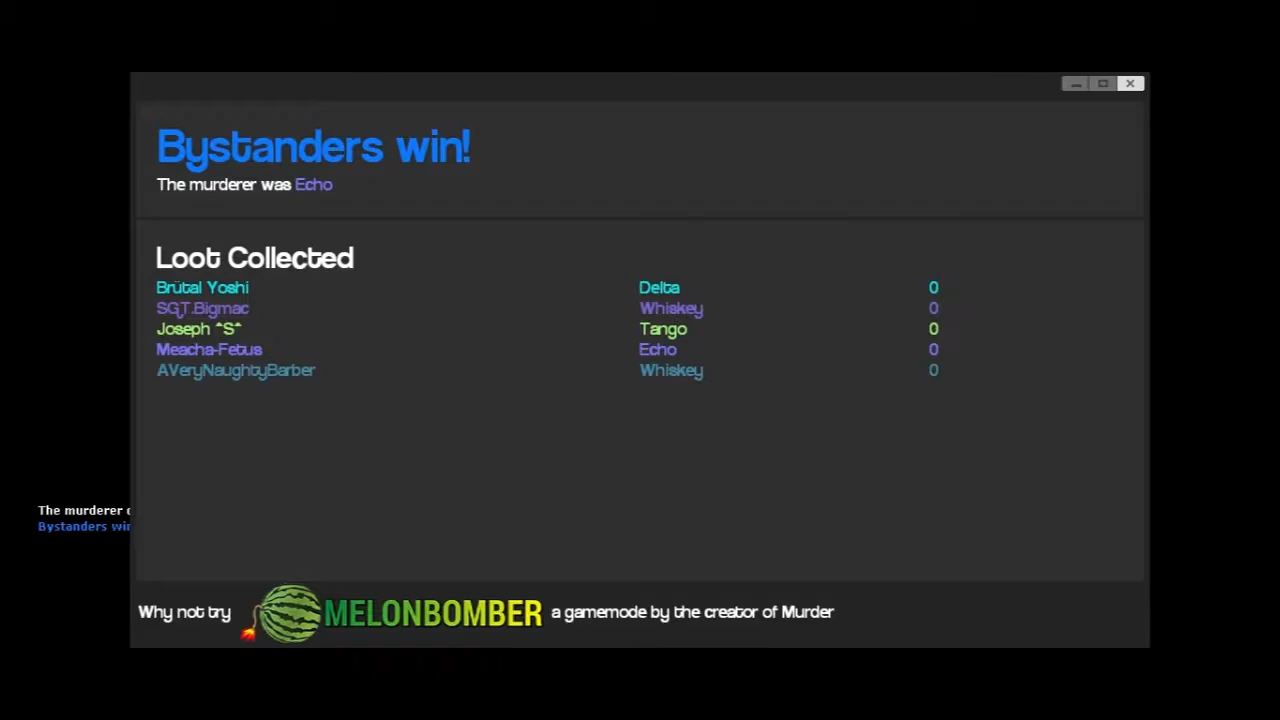 Bystanders win!
The murderer was Echo
Loot Collected
Brütal Yoshi Delta 0
SGT.Bigmac Whiskey 0
Joseph ^S^ Tango 0
Meacha-Fetus Echo 0
AVeryNaughtyBarber Whiskey 0
The murderer
Bystanders win
Why not try MELONBOMBER a gamemode by the creator of Murder